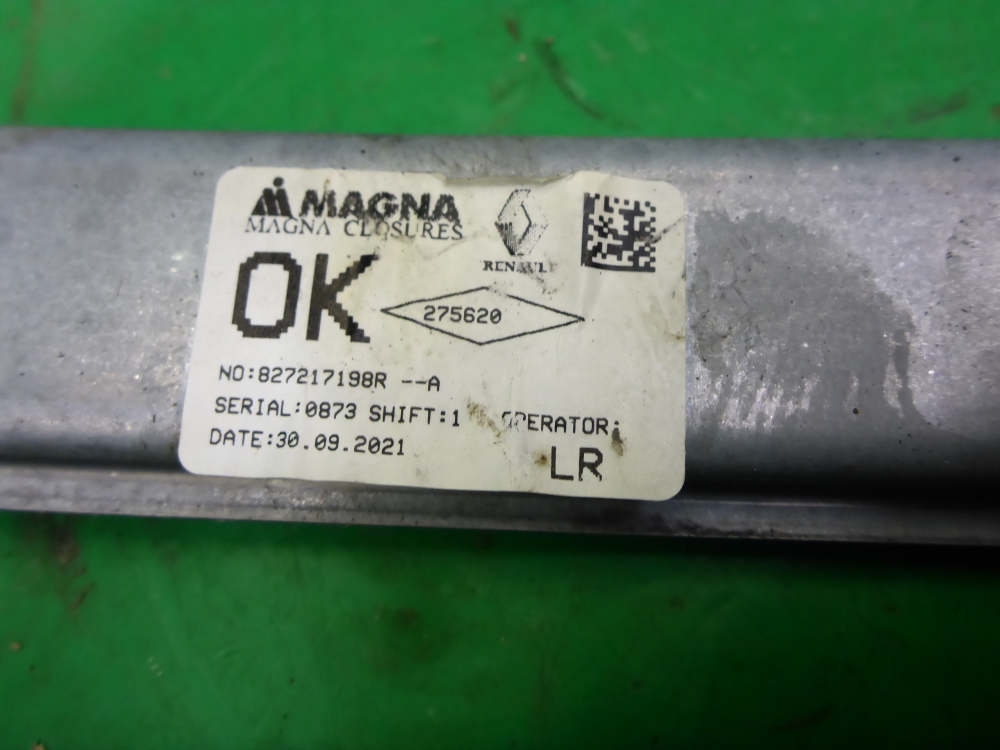 MAGNA
MAGNA CLOSURES
RENAULT
OK
275620
NO:827217198R --A
SERIAL:0873 SHIFT:1 OPERATOR:
DATE:30.09.2021
LR